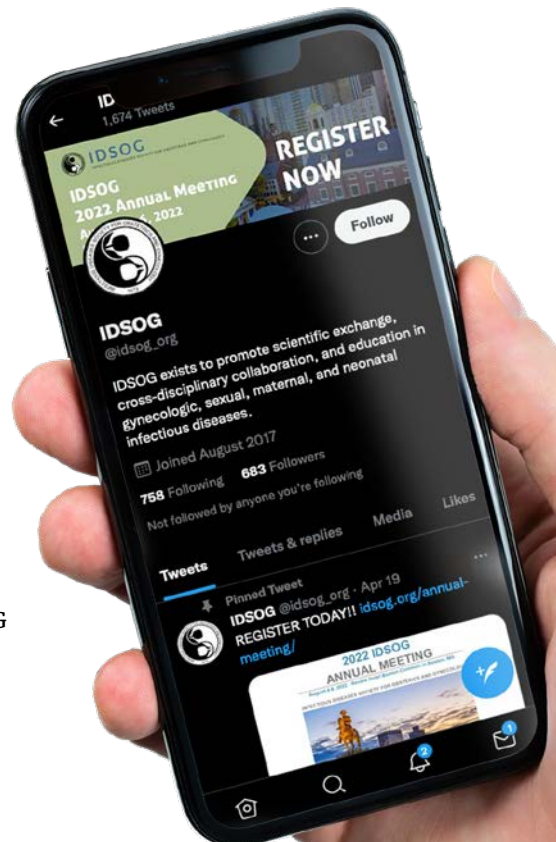 ID
1,674 Tweets
IDSOG
IDSOG
2022 Annual Meeting
2022
REGISTER
NOW
Follow
IDSOG
@idsog_org
IDSOG exists to promote scientific exchange,
cross-disciplinary collaboration, and education in
gynecologic, sexual, maternal, and neonatal
infectious diseases.
Joined August 2017
758 Following 683 Followers
Not followed by anyone you're following
Tweets Tweets & replies Media Likes
Pinned Tweet
IDSOG @idsog_org · Apr 19
REGISTER TODAY!! idsog.org/annual-
meeting/
2022 IDSOG
ANNUAL MEETING
2
1
G